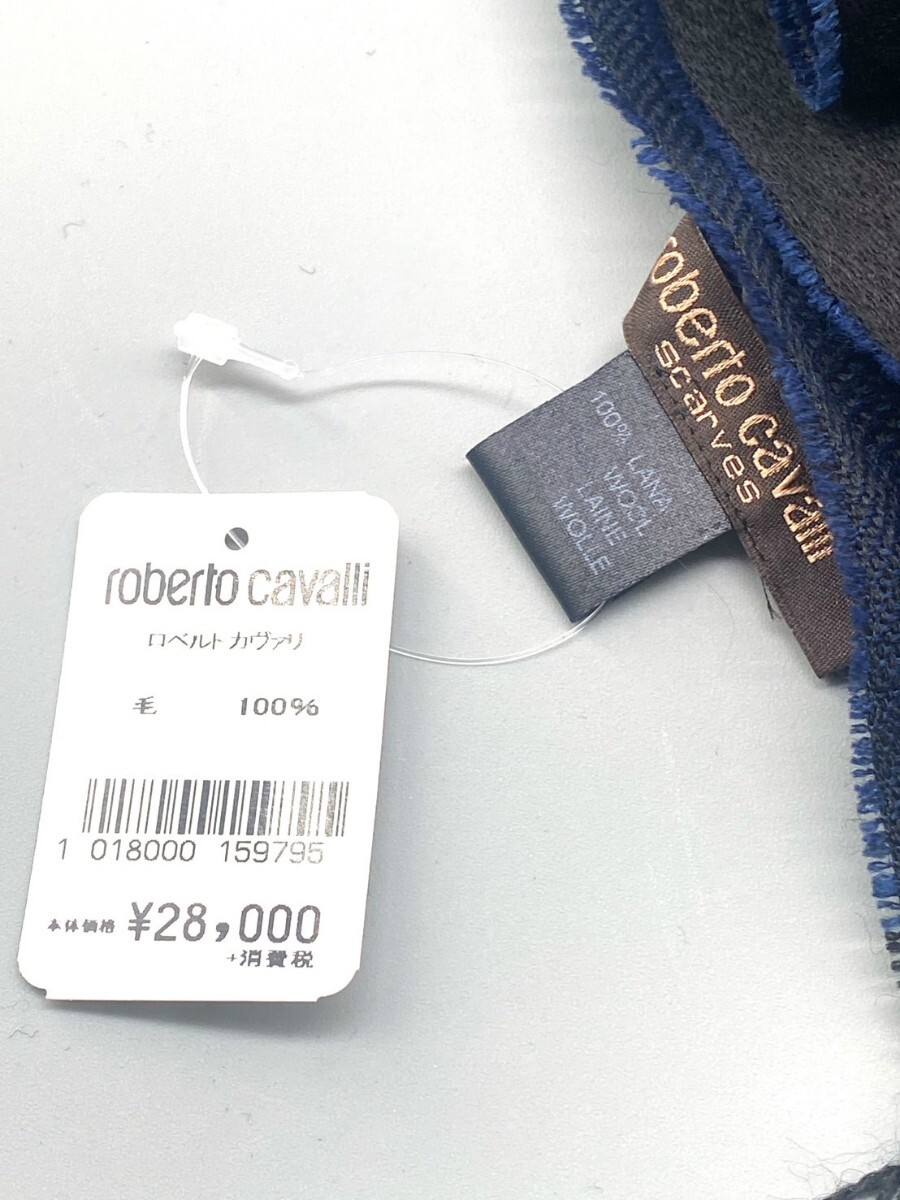 roberto cavalli
scarves
100%
LANA
WOOL
LAINE
WOLLE
roberto cavalli
ロベルト カヴァリ
毛 100%
1 018000 159795
本体価格 ¥28,000
+消費税